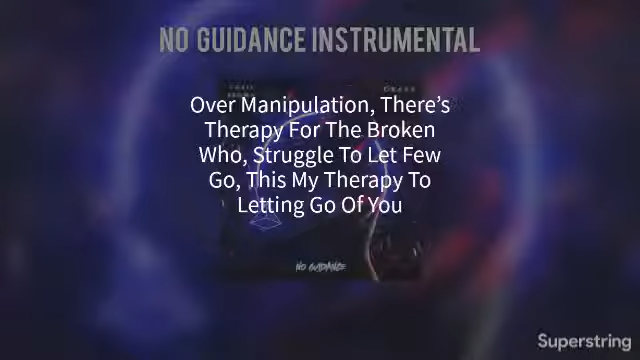 NO GUIDANCE INSTRUMENTAL
Over Manipulation, There’s
Therapy For The Broken
Who, Struggle To Let Few
Go, This My Therapy To
Letting Go Of You
NO GUIDANCE
Superstring